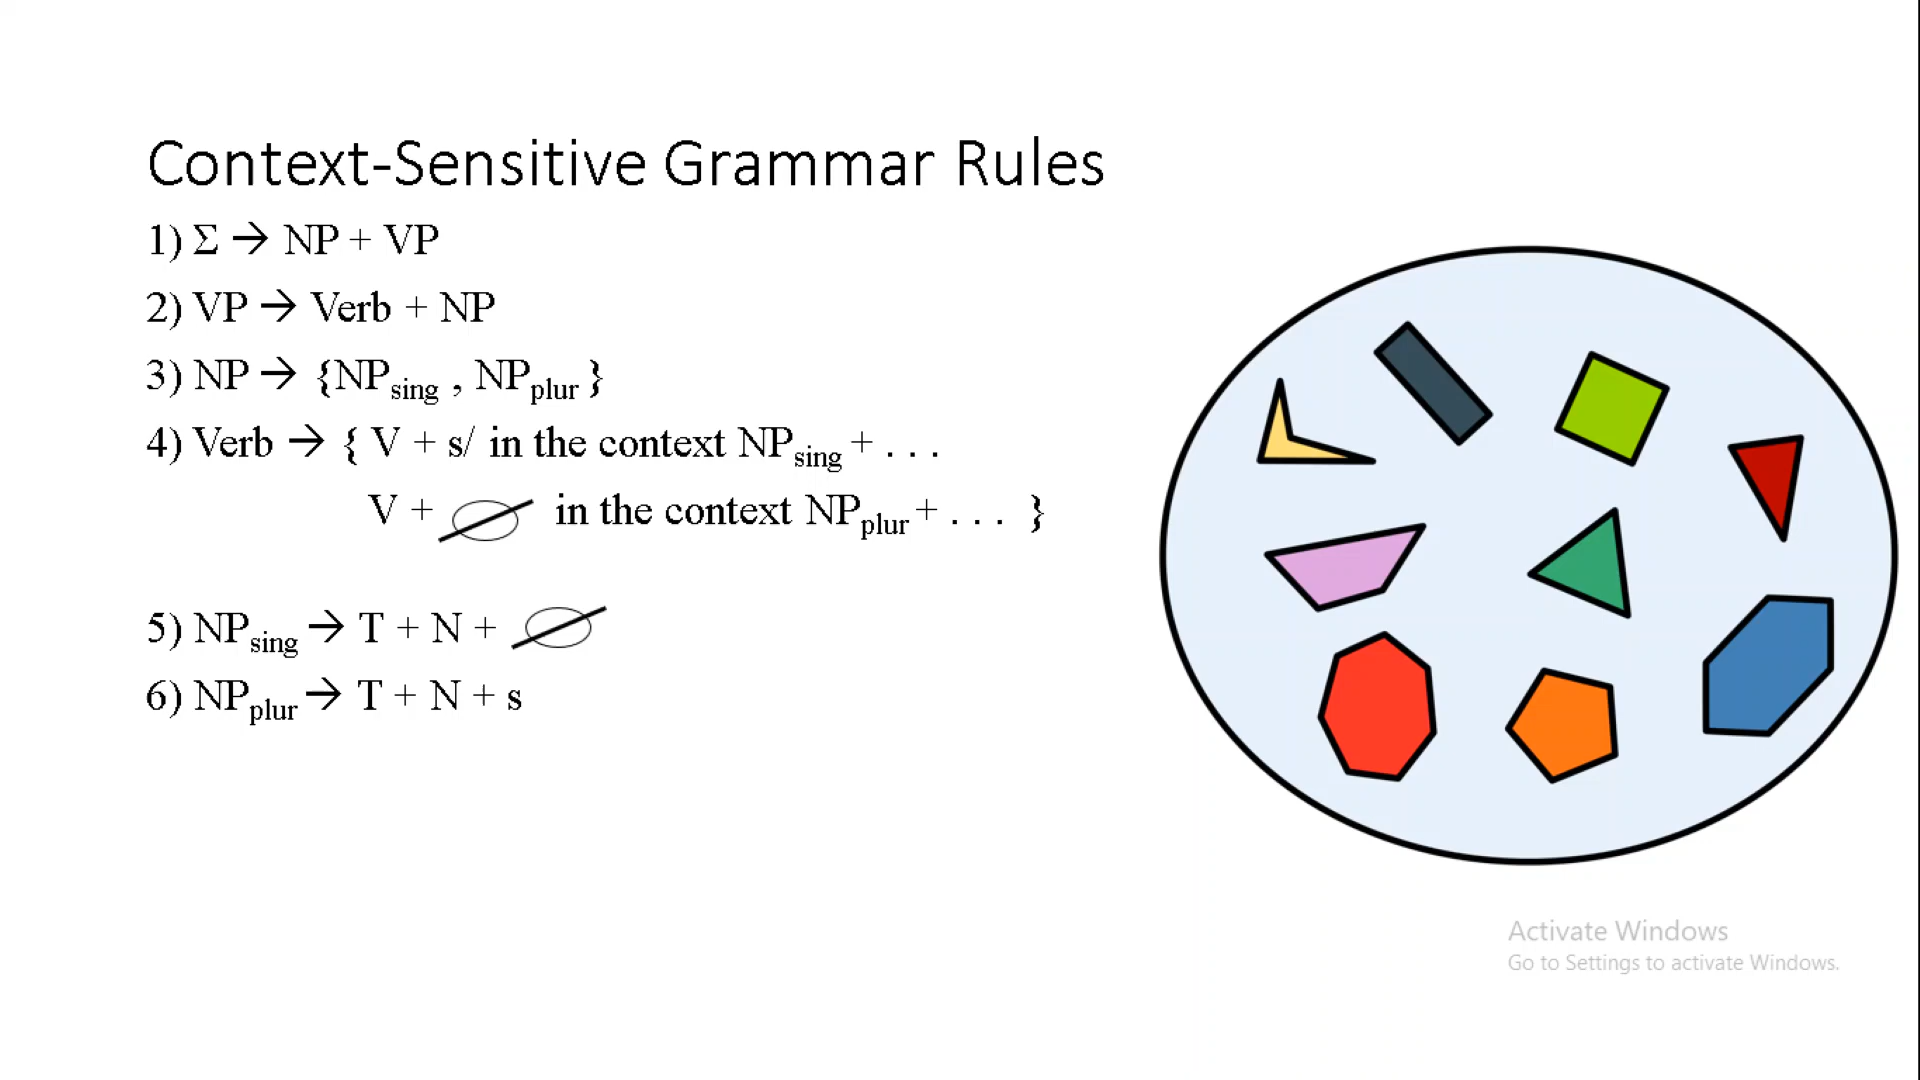 Context-Sensitive Grammar Rules
1) Σ → NP + VP
2) VP → Verb + NP
3) NP → {NPsing , NPplur }
4) Verb → { V + s/ in the context NPsing + . . .
V + ∅ in the context NPplur + . . . }
5) NPsing → T + N + ∅
6) NPplur → T + N + s
Activate Windows
Go to Settings to activate Windows.